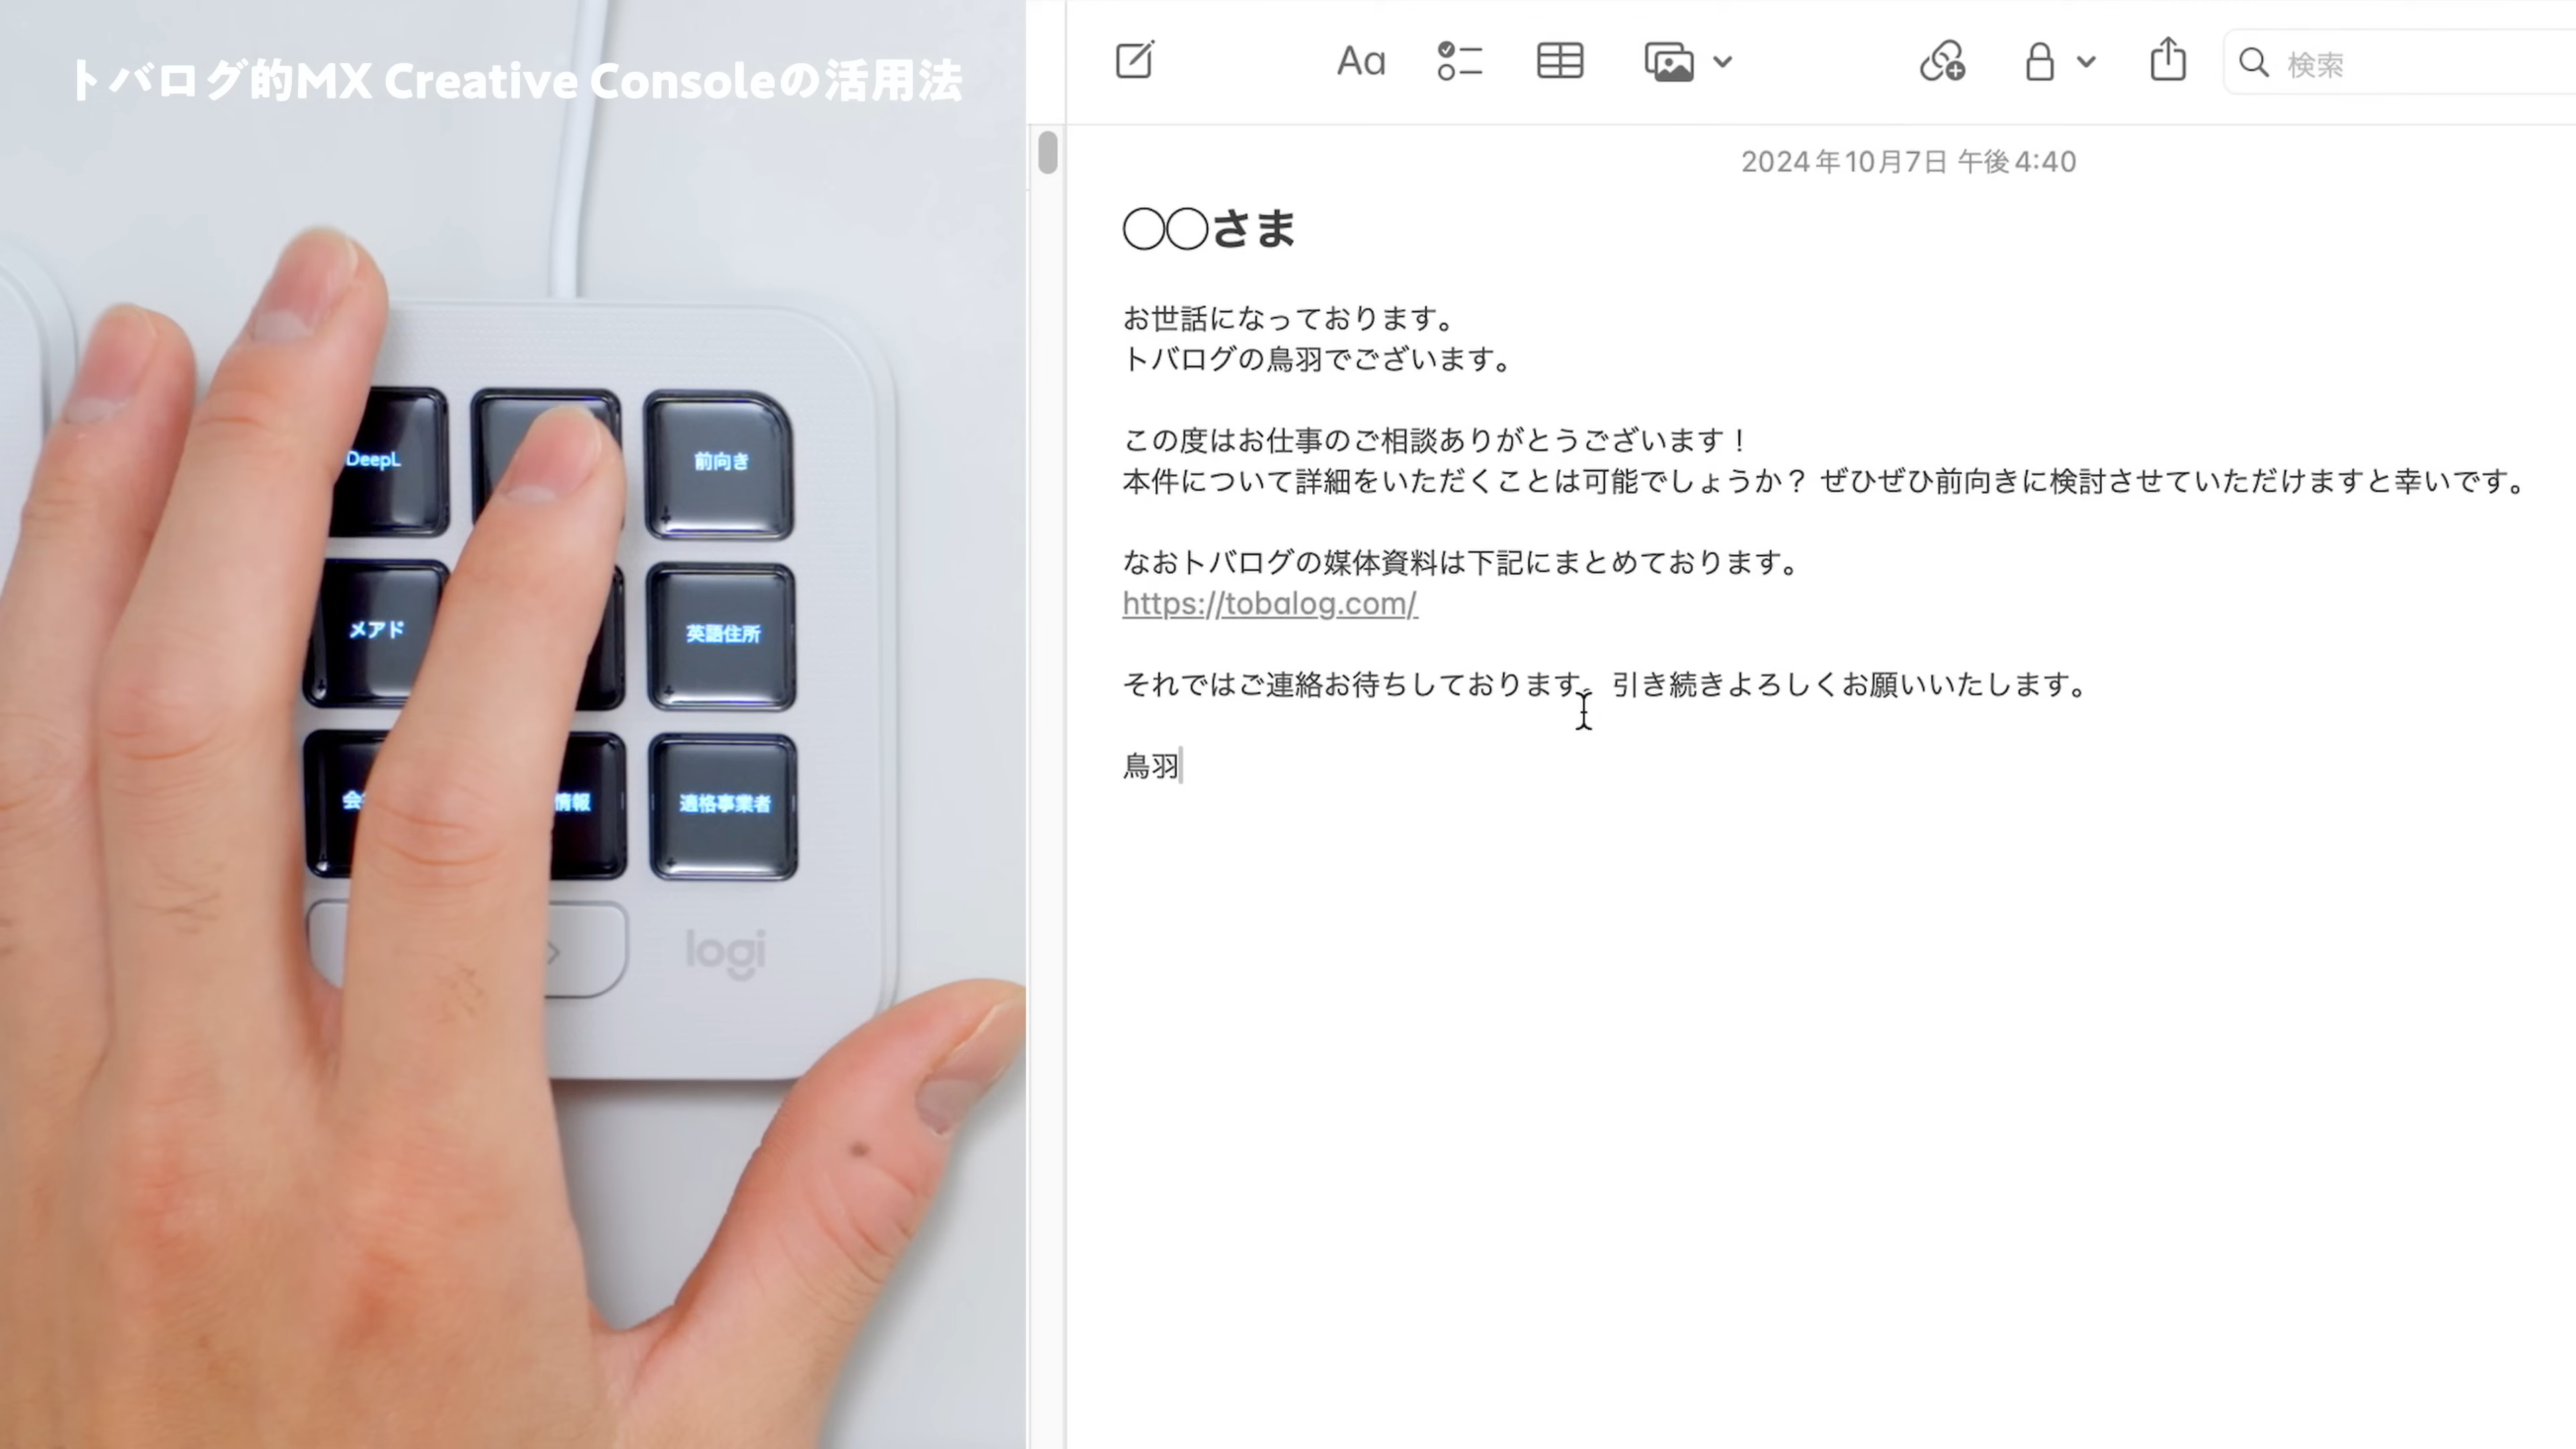 トバログ的MX Creative Consoleの活用法
DeepL
前向き
メアド
英語住所
会
情報
適格事業者
logi
Aa
検索
2024年10月7日 午後4:40
◯◯さま
お世話になっております。
トバログの鳥羽でございます。
この度はお仕事のご相談ありがとうございます！
本件について詳細をいただくことは可能でしょうか？ ぜひぜひ前向きに検討させていただけますと幸いです。
なおトバログの媒体資料は下記にまとめております。
https://tobalog.com/
それではご連絡お待ちしております。 引き続きよろしくお願いいたします。
鳥羽